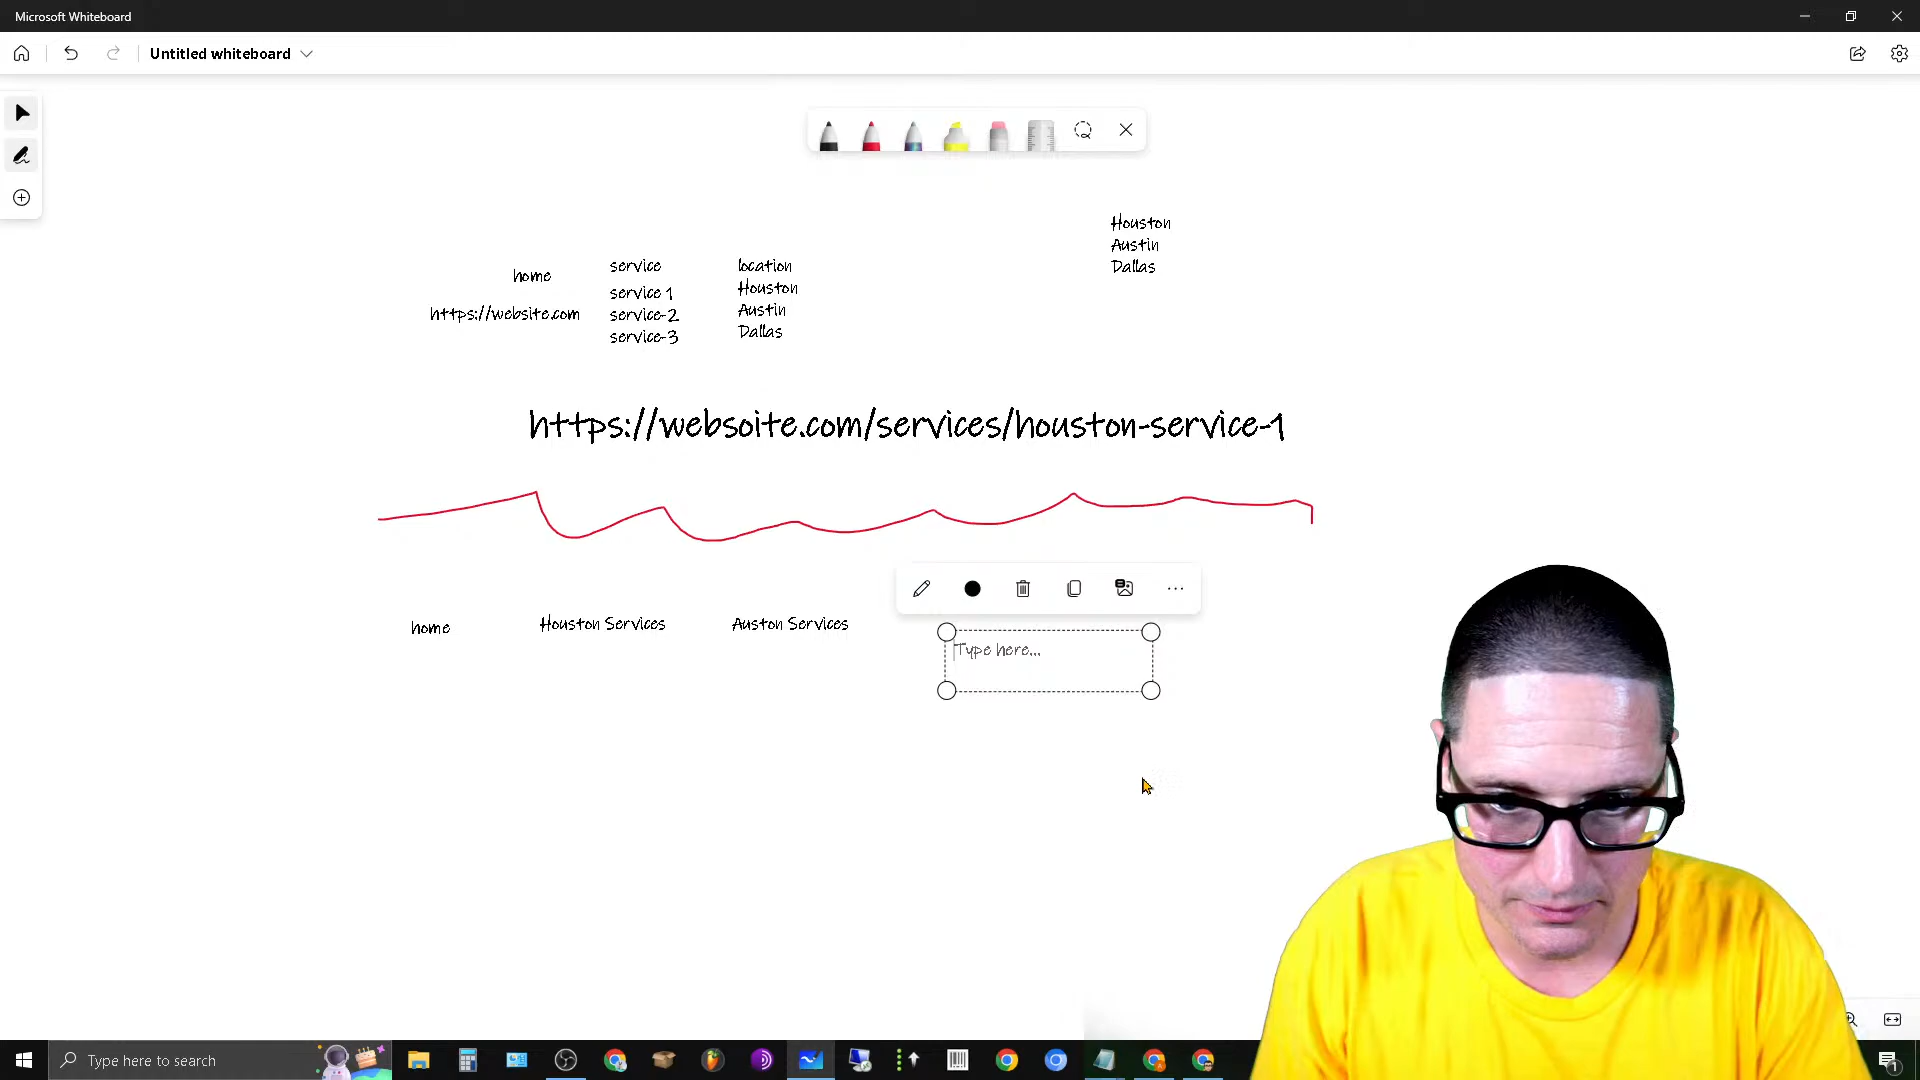 Microsoft Whiteboard
Untitled whiteboard
Houston
Austin
Dallas
home
https://website.com
service
service 1
service-2
service-3
location
Houston
Austin
Dallas
https://websoite.com/services/houston-service-1
home
Houston Services
Auston Services
Type here...
Type here to search
1